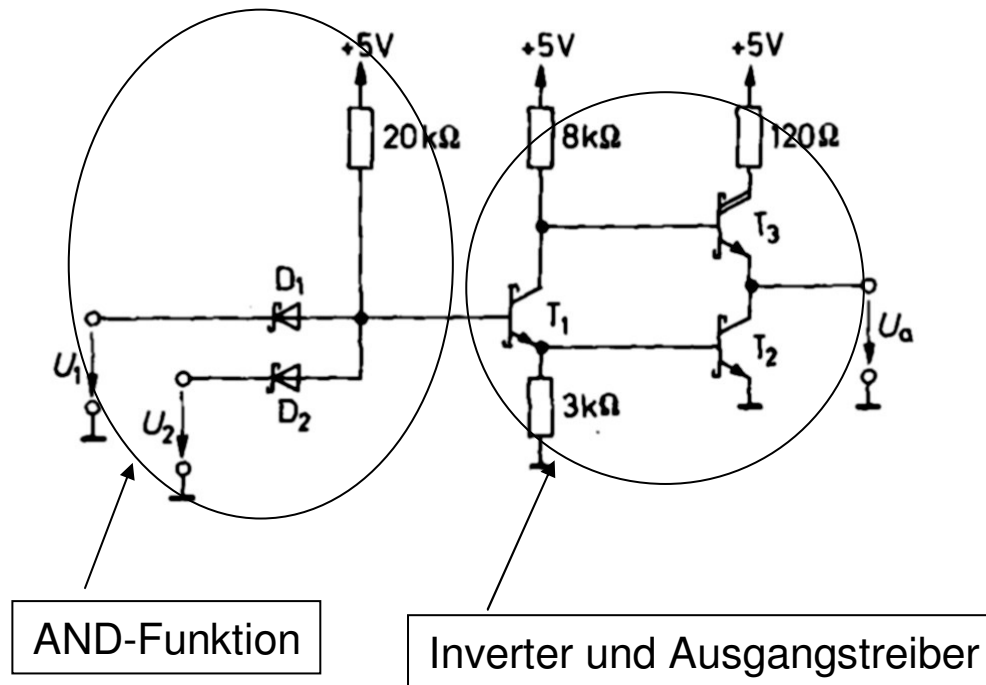 +5V +5V +5V
20kΩ 8kΩ 120Ω
T3
D1
T1 Ua
U1 T2
D2
U2 3kΩ
AND-Funktion
Inverter und Ausgangstreiber